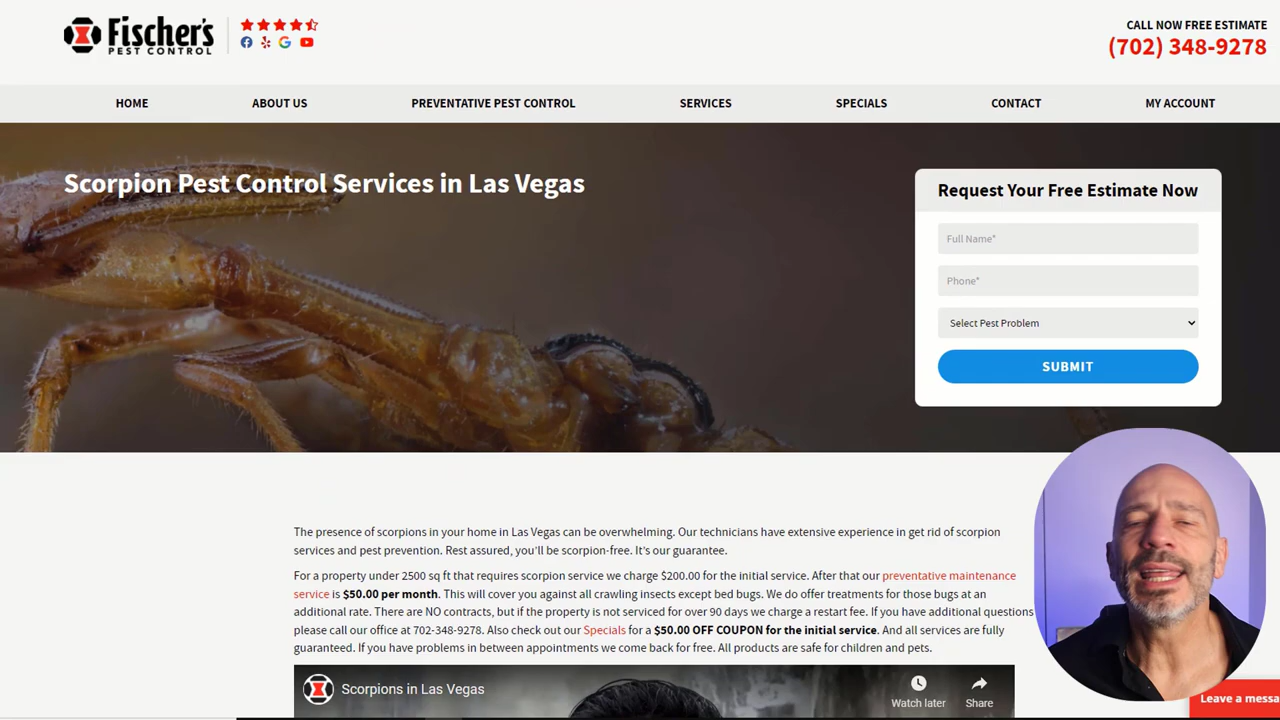 Fischer's
PEST CONTROL
CALL NOW FREE ESTIMATE
(702) 348-9278
HOME
ABOUT US
PREVENTATIVE PEST CONTROL
SERVICES
SPECIALS
CONTACT
MY ACCOUNT
Scorpion Pest Control Services in Las Vegas
Request Your Free Estimate Now
Full Name*
Phone*
Select Pest Problem
SUBMIT
The presence of scorpions in your home in Las Vegas can be overwhelming. Our technicians have extensive experience in get rid of scorpion
services and pest prevention. Rest assured, you'll be scorpion-free. It's our guarantee.
For a property under 2500 sq ft that requires scorpion service we charge $200.00 for the initial service. After that our preventative maintenance
service is $50.00 per month. This will cover you against all crawling insects except bed bugs. We do offer treatments for those bugs at an
additional rate. There are NO contracts, but if the property is not serviced for over 90 days we charge a restart fee. If you have additional questions
please call our office at 702-348-9278. Also check out our Specials for a $50.00 OFF COUPON for the initial service. And all services are fully
guaranteed. If you have problems in between appointments we come back for free. All products are safe for children and pets.
Scorpions in Las Vegas
Watch later
Share
Leave a messa